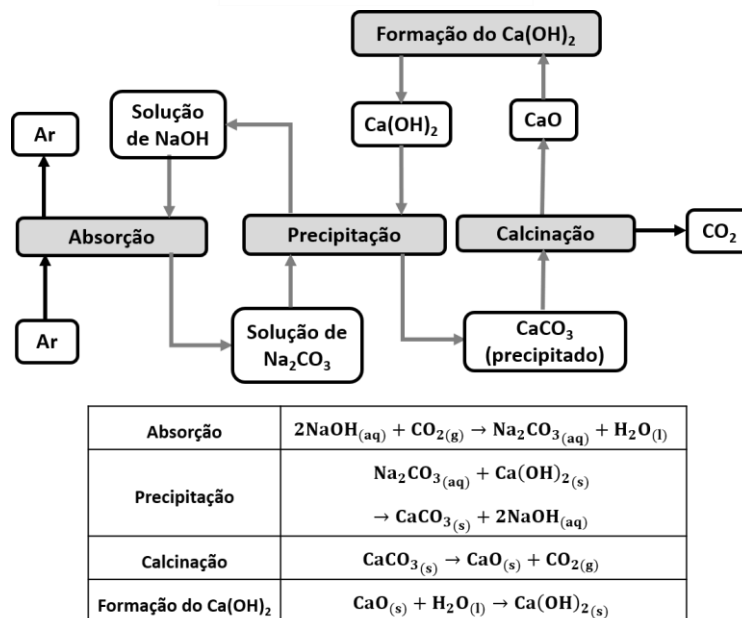 Formação do Ca(OH)₂
Solução
de NaOH
Ar
Ca(OH)₂
CaO
Absorção
Precipitação
Calcinação
CO₂
Ar
Solução de
Na₂CO₃
CaCO₃
(precipitado)
Absorção
2NaOH(aq) + CO₂(g) → Na₂CO₃(aq) + H₂O(l)
Precipitação
Na₂CO₃(aq) + Ca(OH)₂(s)
→ CaCO₃(s) + 2NaOH(aq)
Calcinação
CaCO₃(s) → CaO(s) + CO₂(g)
Formação do Ca(OH)₂
CaO(s) + H₂O(l) → Ca(OH)₂(s)